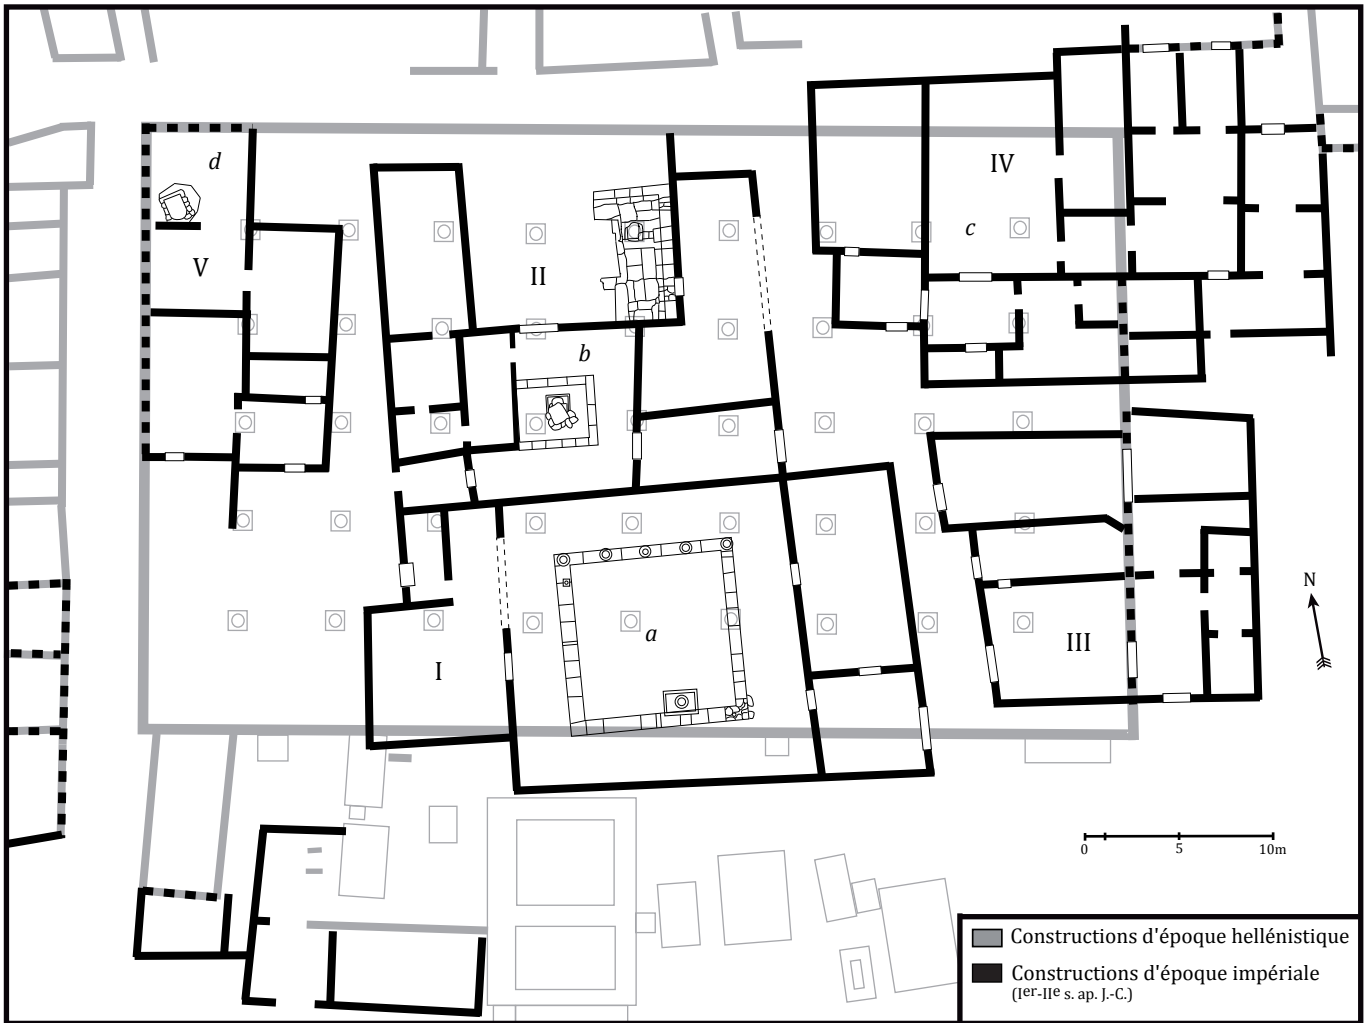 d
IV
c
V
II
b
N
a
III
I
0 5 10m
Constructions d'époque hellénistique
Constructions d'époque impériale
(Ier-IIe s. ap. J.-C.)